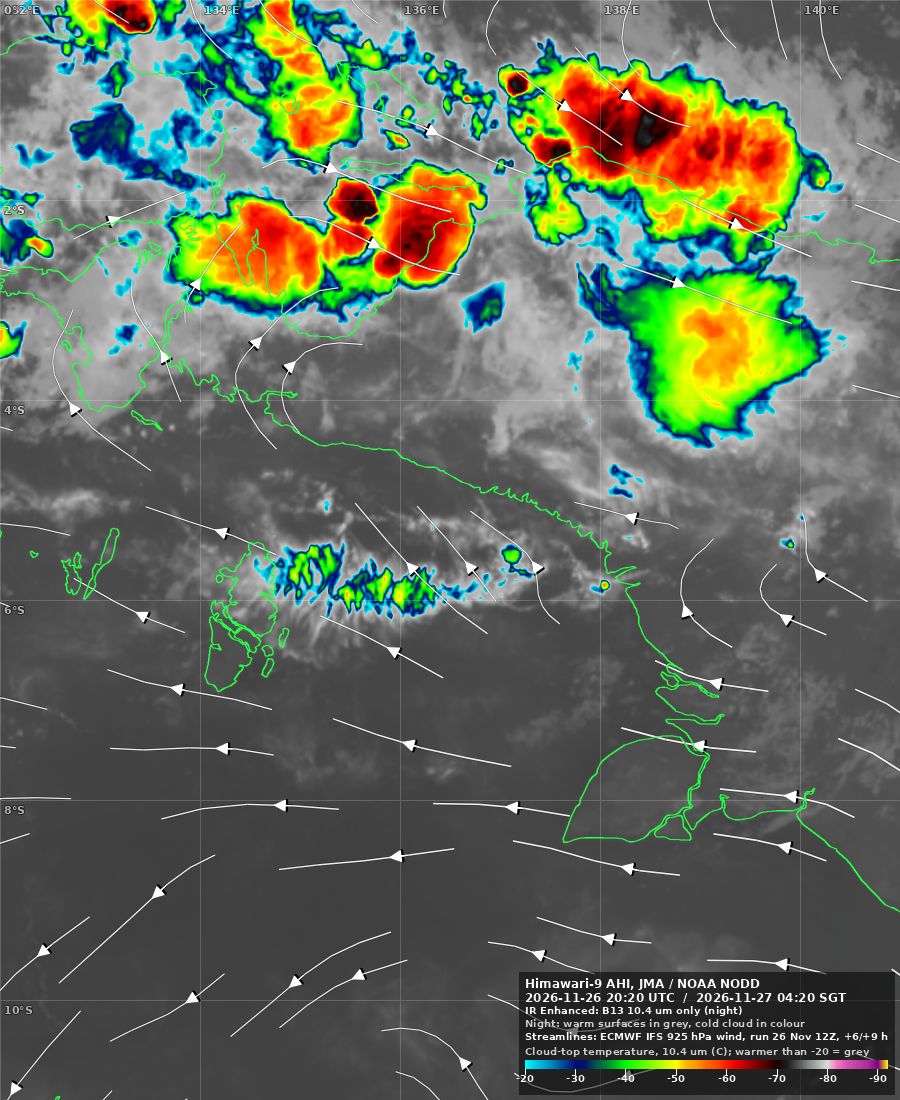 134°E 136°E 138°E 140°E
2°S
4°S
6°S
8°S
10°S
Himawari-9 AHI, JMA / NOAA NODD
2026-11-26 20:20 UTC / 2026-11-27 04:20 SGT
IR Enhanced: B13 10.4 um only (night)
Night: warm surfaces in grey, cold cloud in colour
Streamlines: ECMWF IFS 925 hPa wind, run 26 Nov 12Z, +6/+9 h
Cloud-top temperature, 10.4 um (C); warmer than -20 = grey
-20 -30 -40 -50 -60 -70 -80 -90